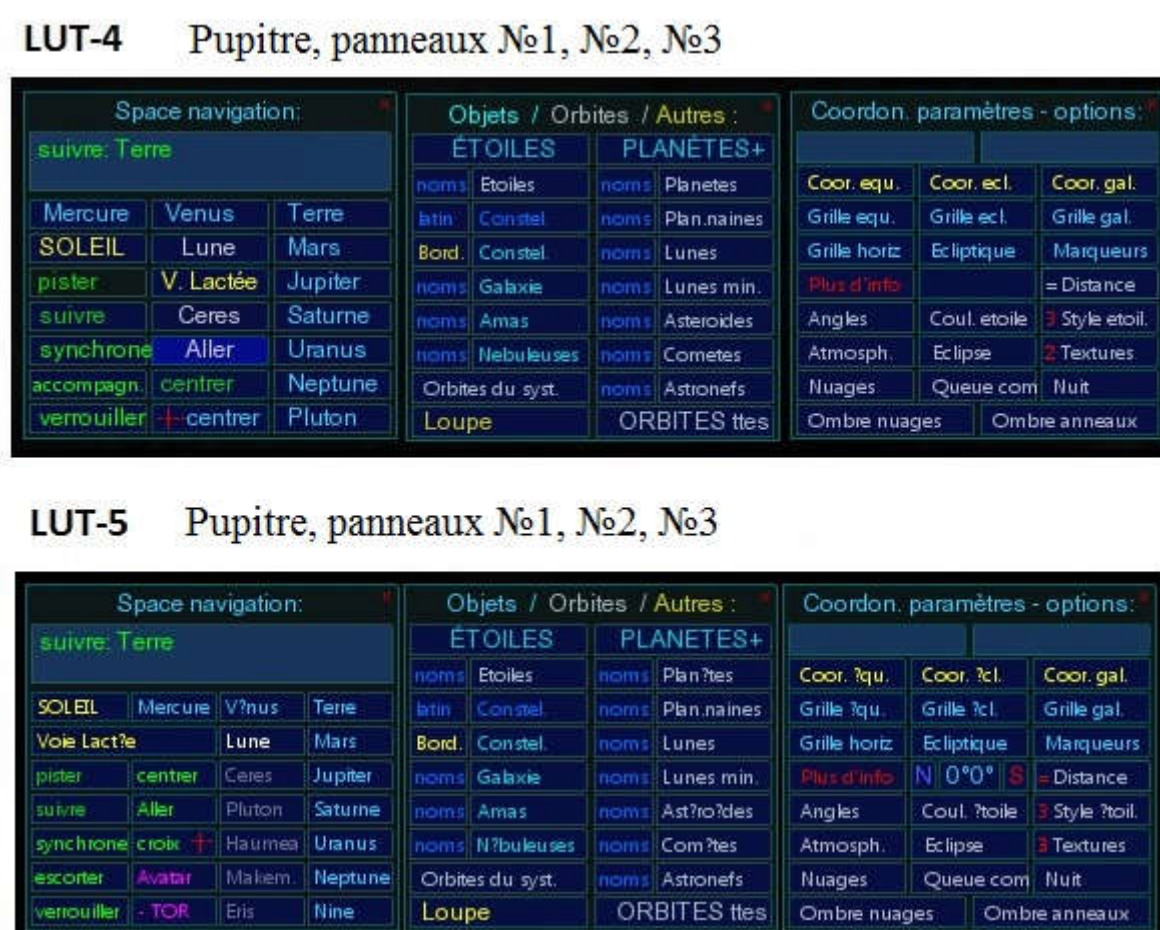 LUT-4 Pupitre, panneaux №1, №2, №3
Space navigation:
suivre: Terre
Mercure Venus Terre
SOLEIL Lune Mars
pister V. Lactée Jupiter
suivre Ceres Saturne
synchrone Aller Uranus
accompagn. centrer Neptune
verrouiller centrer Pluton
Objets / Orbites / Autres :
ÉTOILES PLANÈTES+
noms Etoiles noms Planetes
latin Constel. noms Plan.naines
Bord. Constel. noms Lunes
noms Galaxie noms Lunes min.
noms Amas noms Asteroides
noms Nebuleuses noms Cometes
Orbites du syst. noms Astronefs
Loupe ORBITES ttes
Coordon. paramètres - options:
Coor. equ. Coor. ecl. Coor. gal.
Grille equ. Grille ecl. Grille gal.
Grille horiz Ecliptique Marqueurs
Plus d'info = Distance
Angles Coul. etoile 3 Style etoil.
Atmosph. Eclipse 2 Textures
Nuages Queue com Nuit
Ombre nuages Ombre anneaux
LUT-5 Pupitre, panneaux №1, №2, №3
Space navigation:
suivre: Terre
SOLEIL Mercure V?nus Terre
Voie Lact?e Lune Mars
pister centrer Ceres Jupiter
suivre Aller Pluton Saturne
synchrone croix Haumea Uranus
escorter Avatar Makem. Neptune
verrouiller - TOR Eris Nine
Objets / Orbites / Autres :
ÉTOILES PLANETES+
noms Etoiles noms Plan?tes
latin Constel. noms Plan.naines
Bord. Constel. noms Lunes
noms Galaxie noms Lunes min.
noms Amas noms Ast?ro?des
noms N?buleuses noms Com?tes
Orbites du syst. noms Astronefs
Loupe ORBITES ttes
Coordon. paramètres - options:
Coor. ?qu. Coor. ?cl. Coor. gal.
Grille ?qu. Grille ?cl. Grille gal.
Grille horiz Ecliptique Marqueurs
Plus d'info N 0°0° S = Distance
Angles Coul. ?toile 3 Style ?toil.
Atmosph. Eclipse 3 Textures
Nuages Queue com Nuit
Ombre nuages Ombre anneaux